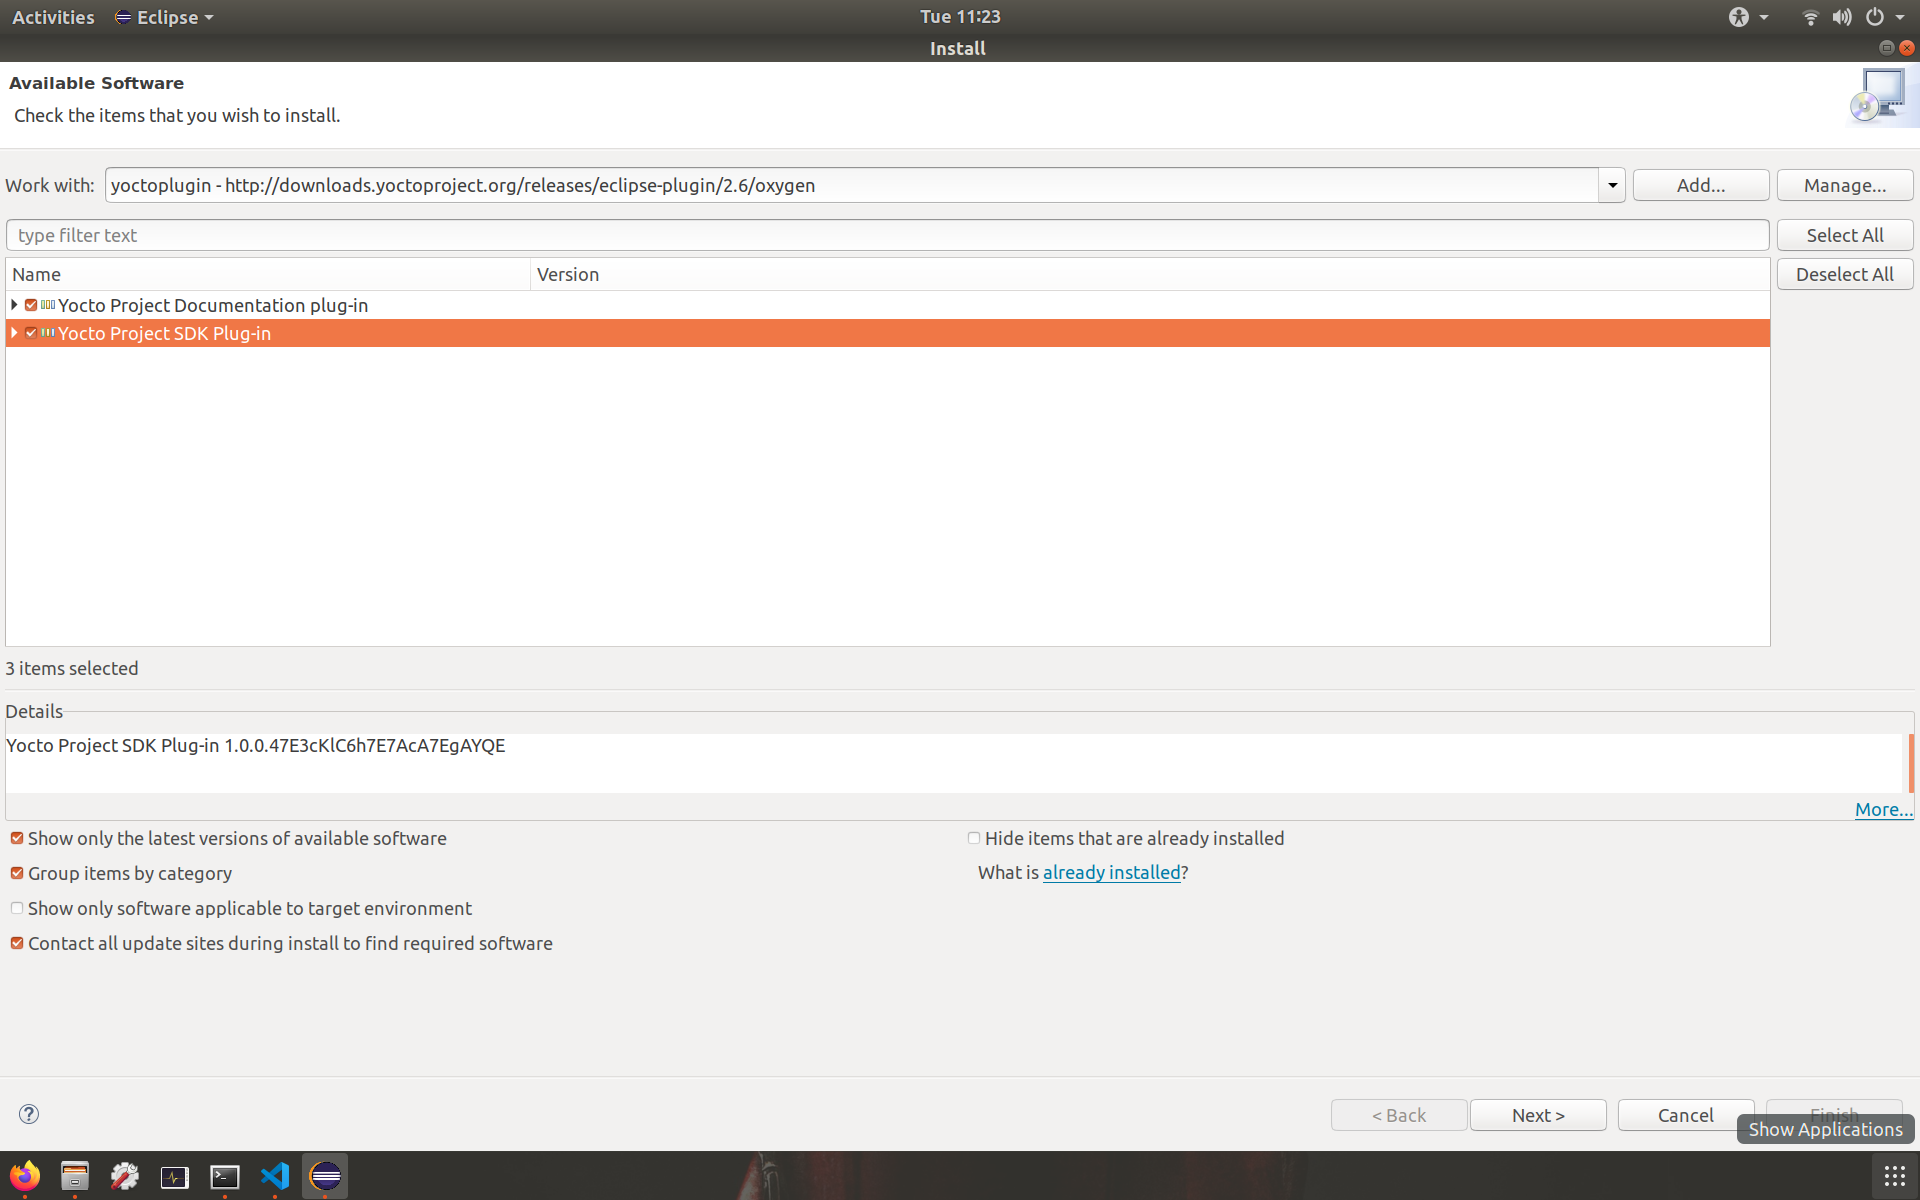 Activities Eclipse Tue 11:23
Install
Available Software
Check the items that you wish to install.
Work with: yoctoplugin - http://downloads.yoctoproject.org/releases/eclipse-plugin/2.6/oxygen Add... Manage...
type filter text Select All
Name Version Deselect All
Yocto Project Documentation plug-in
Yocto Project SDK Plug-in
3 items selected
Details
Yocto Project SDK Plug-in 1.0.0.47E3cKlC6h7E7AcA7EgAYQE
More...
Show only the latest versions of available software Hide items that are already installed
Group items by category What is already installed?
Show only software applicable to target environment
Contact all update sites during install to find required software
< Back Next > Cancel Finish
Show Applications